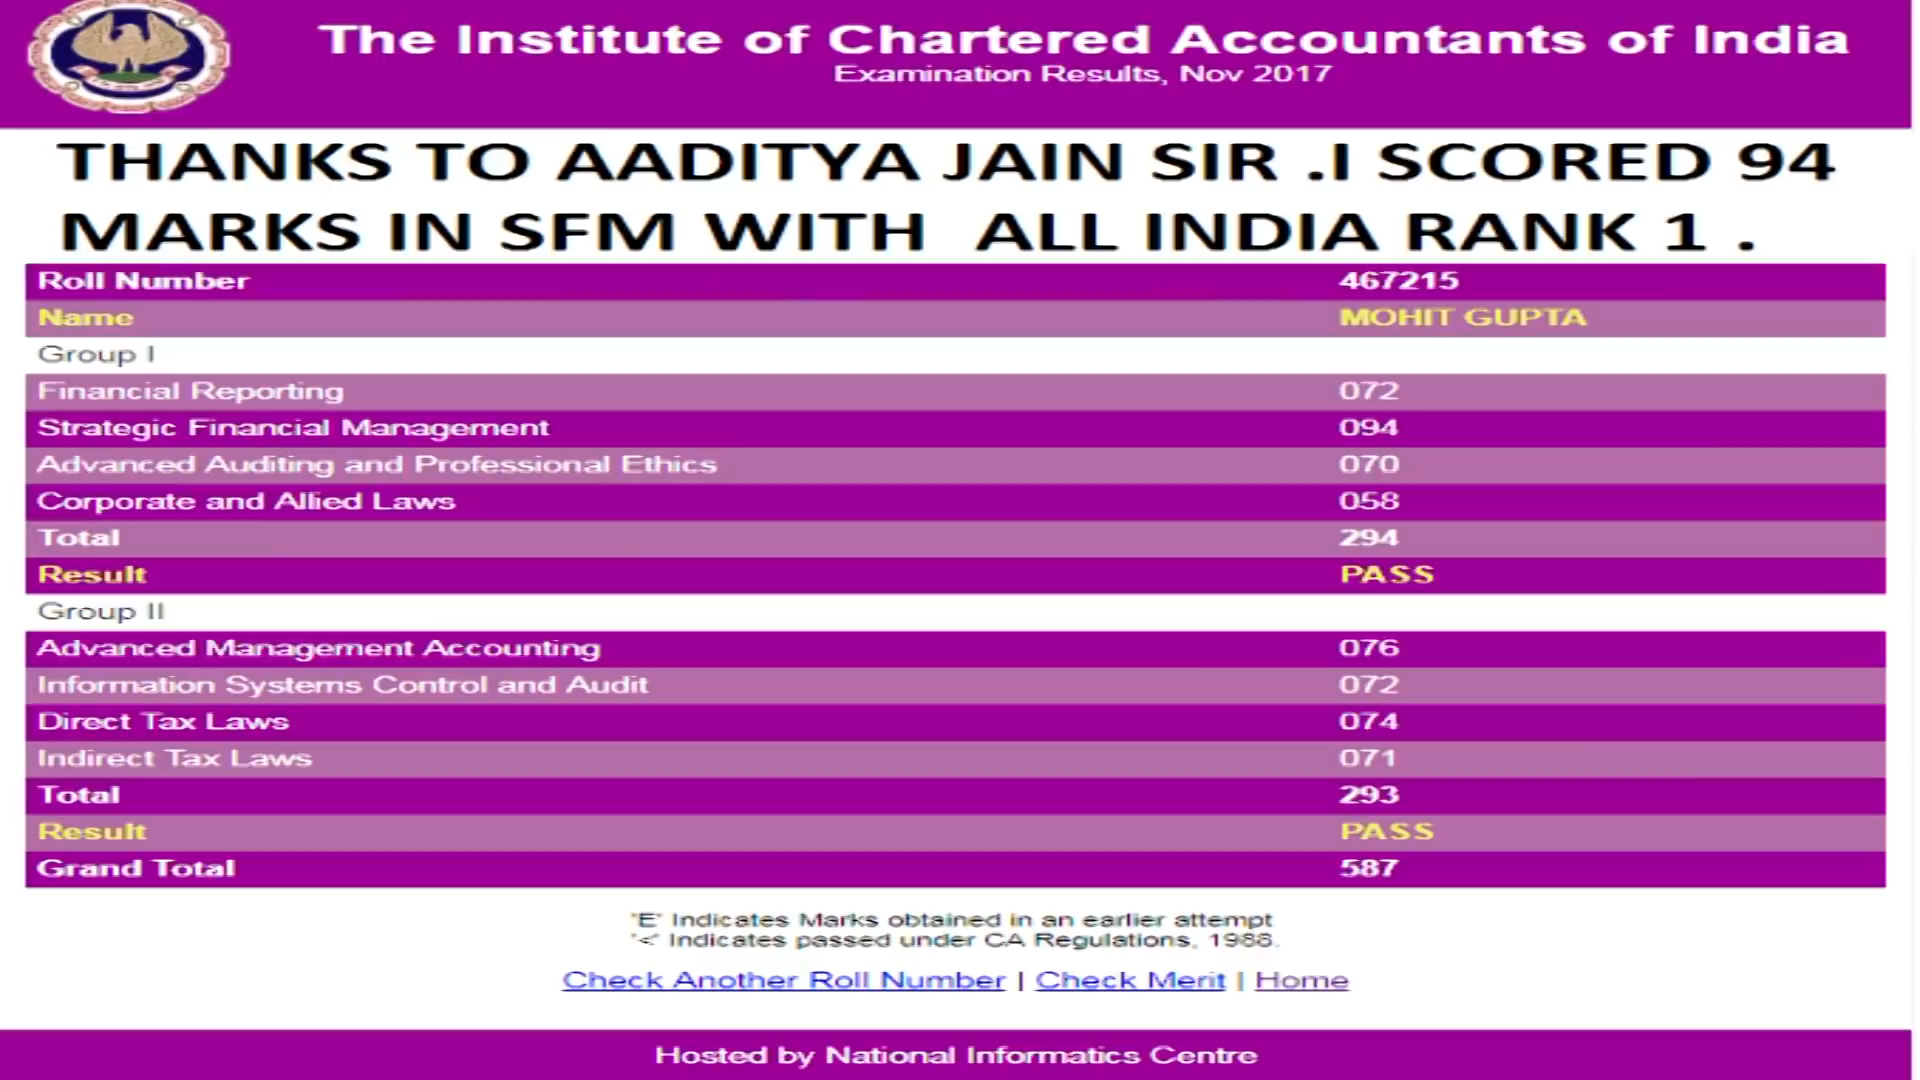 The Institute of Chartered Accountants of India
Examination Results, Nov 2017
THANKS TO AADITYA JAIN SIR .I SCORED 94
MARKS IN SFM WITH ALL INDIA RANK 1 .
Roll Number 467215
Name MOHIT GUPTA
Group I
Financial Reporting 072
Strategic Financial Management 094
Advanced Auditing and Professional Ethics 070
Corporate and Allied Laws 058
Total 294
Result PASS
Group II
Advanced Management Accounting 076
Information Systems Control and Audit 072
Direct Tax Laws 074
Indirect Tax Laws 071
Total 293
Result PASS
Grand Total 587
'E' Indicates Marks obtained in an earlier attempt
'<' Indicates passed under CA Regulations, 1988.
Check Another Roll Number | Check Merit | Home
Hosted by National Informatics Centre